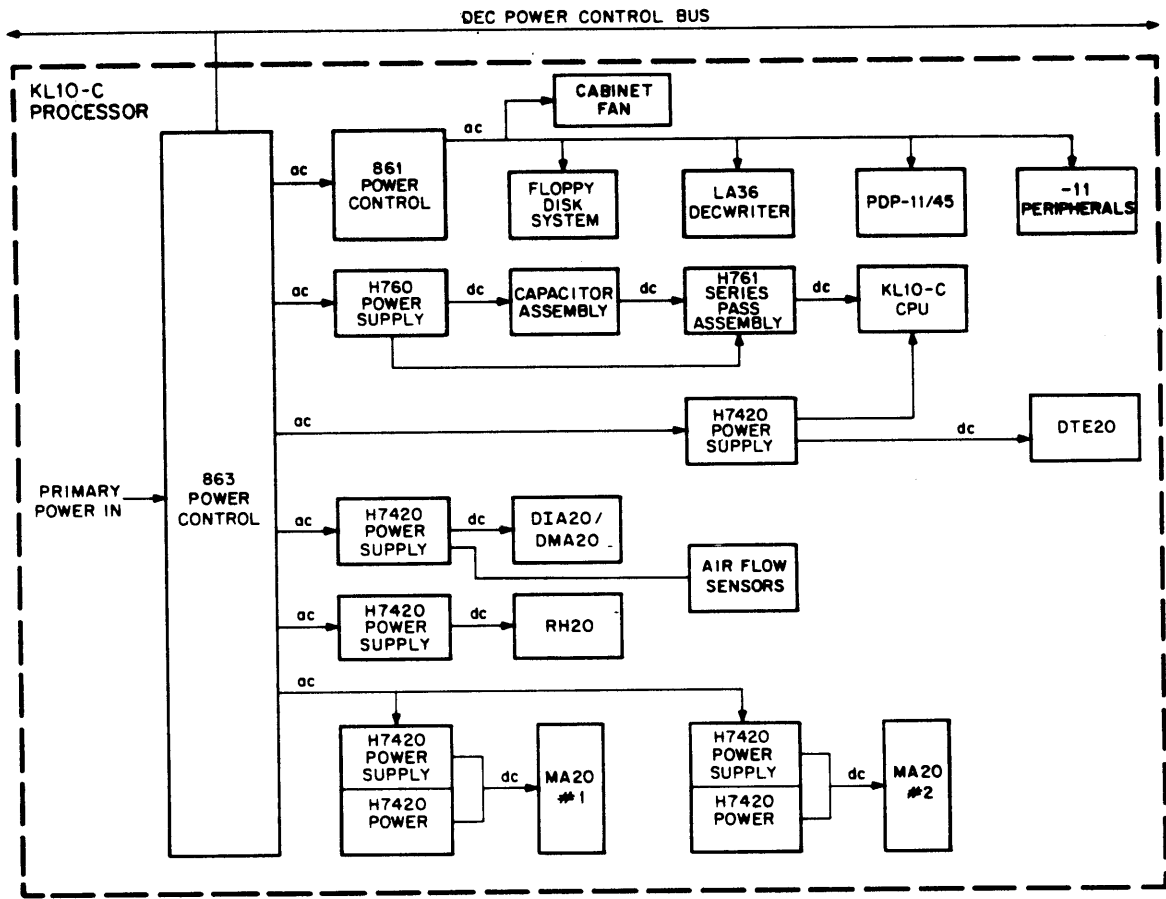 DEC POWER CONTROL BUS
KL10-C
PROCESSOR
CABINET
FAN
ac
ac
861
POWER
CONTROL
FLOPPY
DISK
SYSTEM
LA36
DECWRITER
PDP-11/45
-11
PERIPHERALS
ac
H760
POWER
SUPPLY
dc
CAPACITOR
ASSEMBLY
dc
H761
SERIES
PASS
ASSEMBLY
dc
KL10-C
CPU
ac
H7420
POWER
SUPPLY
dc
DTE20
PRIMARY
POWER IN
863
POWER
CONTROL
ac
H7420
POWER
SUPPLY
dc
DIA20/
DMA20
AIR FLOW
SENSORS
ac
H7420
POWER
SUPPLY
dc
RH20
ac
H7420
POWER
SUPPLY
H7420
POWER
dc
MA20
#1
H7420
POWER
SUPPLY
H7420
POWER
dc
MA20
#2